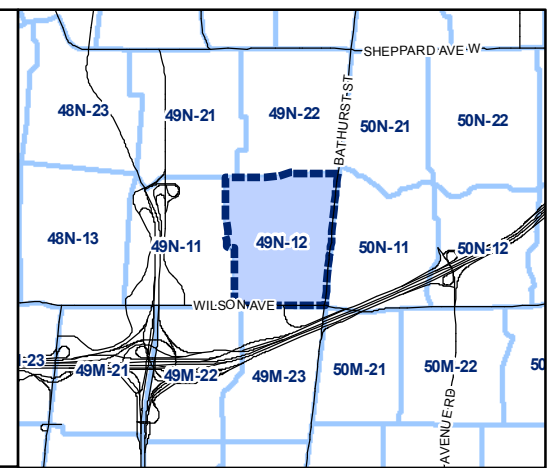 SHEPPARD AVE W
BATHURST ST
48N-23
49N-21
49N-22
50N-21
50N-22
48N-13
49N-11
49N-12
50N-11
50N-12
WILSON AVE
-23
49M-21
49M-22
49M-23
50M-21
50M-22
50
AVENUE RD